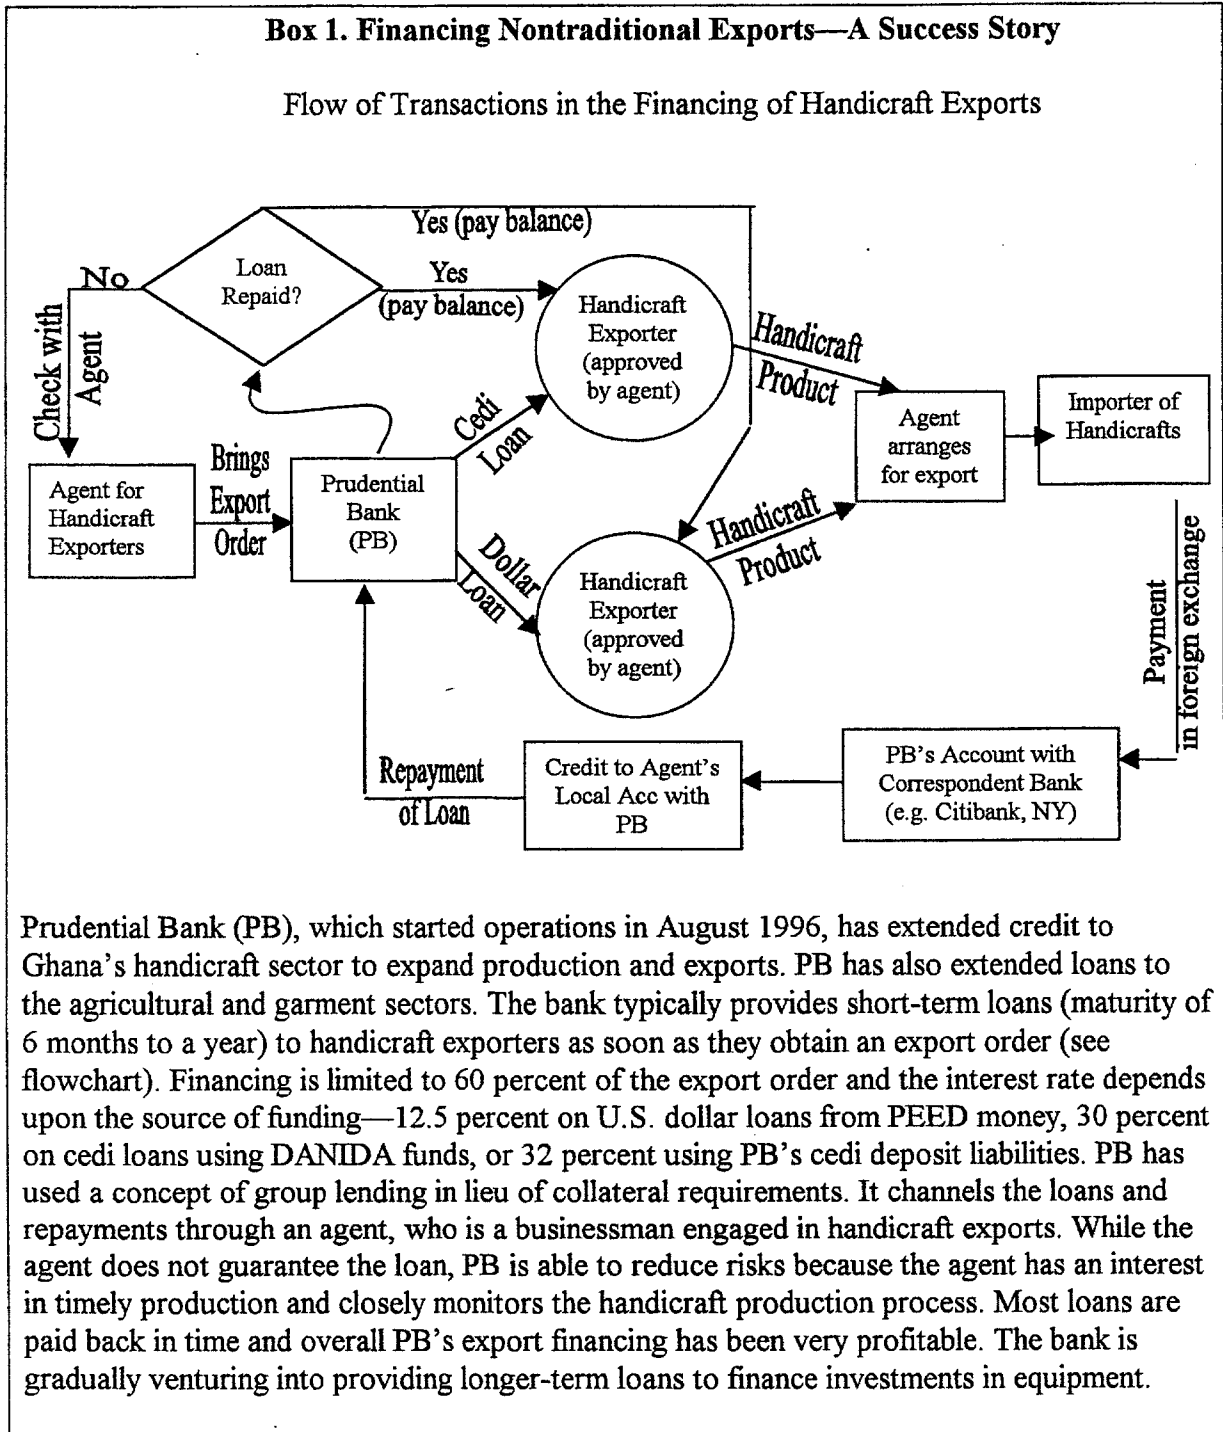 Box 1. Financing Nontraditional Exports—A Success Story
Flow of Transactions in the Financing of Handicraft Exports
Yes (pay balance)
No
Loan
Repaid?
Yes
(pay balance)
Check with
Agent
Handicraft
Exporter
(approved
by agent)
Handicraft
Product
Cedi
Loan
Agent
arranges
for export
Importer of
Handicrafts
Agent for
Handicraft
Exporters
Brings
Export
Order
Prudential
Bank
(PB)
Dollar
Loan
Handicraft
Exporter
(approved
by agent)
Handicraft
Product
Payment
in foreign exchange
Repayment
of Loan
Credit to Agent's
Local Acc with
PB
PB's Account with
Correspondent Bank
(e.g. Citibank, NY)
Prudential Bank (PB), which started operations in August 1996, has extended credit to
Ghana's handicraft sector to expand production and exports. PB has also extended loans to
the agricultural and garment sectors. The bank typically provides short-term loans (maturity of
6 months to a year) to handicraft exporters as soon as they obtain an export order (see
flowchart). Financing is limited to 60 percent of the export order and the interest rate depends
upon the source of funding—12.5 percent on U.S. dollar loans from PEED money, 30 percent
on cedi loans using DANIDA funds, or 32 percent using PB's cedi deposit liabilities. PB has
used a concept of group lending in lieu of collateral requirements. It channels the loans and
repayments through an agent, who is a businessman engaged in handicraft exports. While the
agent does not guarantee the loan, PB is able to reduce risks because the agent has an interest
in timely production and closely monitors the handicraft production process. Most loans are
paid back in time and overall PB's export financing has been very profitable. The bank is
gradually venturing into providing longer-term loans to finance investments in equipment.